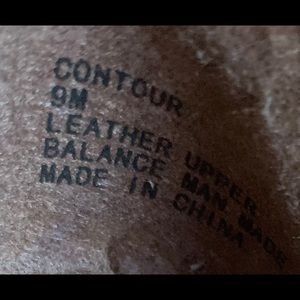 CONTOUR
9M
LEATHER UPPER
BALANCE MAN MADE
MADE IN CHINA